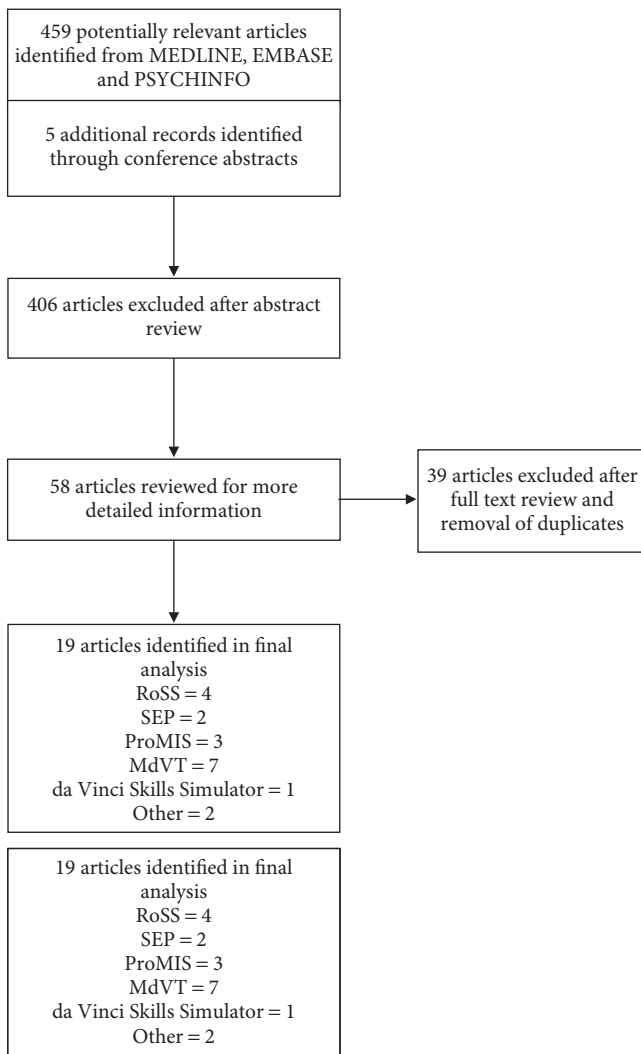 459 potentially relevant articles
identified from MEDLINE, EMBASE
and PSYCHINFO
5 additional records identified
through conference abstracts
406 articles excluded after abstract
review
58 articles reviewed for more
detailed information
39 articles excluded after
full text review and
removal of duplicates
19 articles identified in final
analysis
RoSS = 4
SEP = 2
ProMIS = 3
MdVT = 7
da Vinci Skills Simulator = 1
Other = 2
19 articles identified in final
analysis
RoSS = 4
SEP = 2
ProMIS = 3
MdVT = 7
da Vinci Skills Simulator = 1
Other = 2